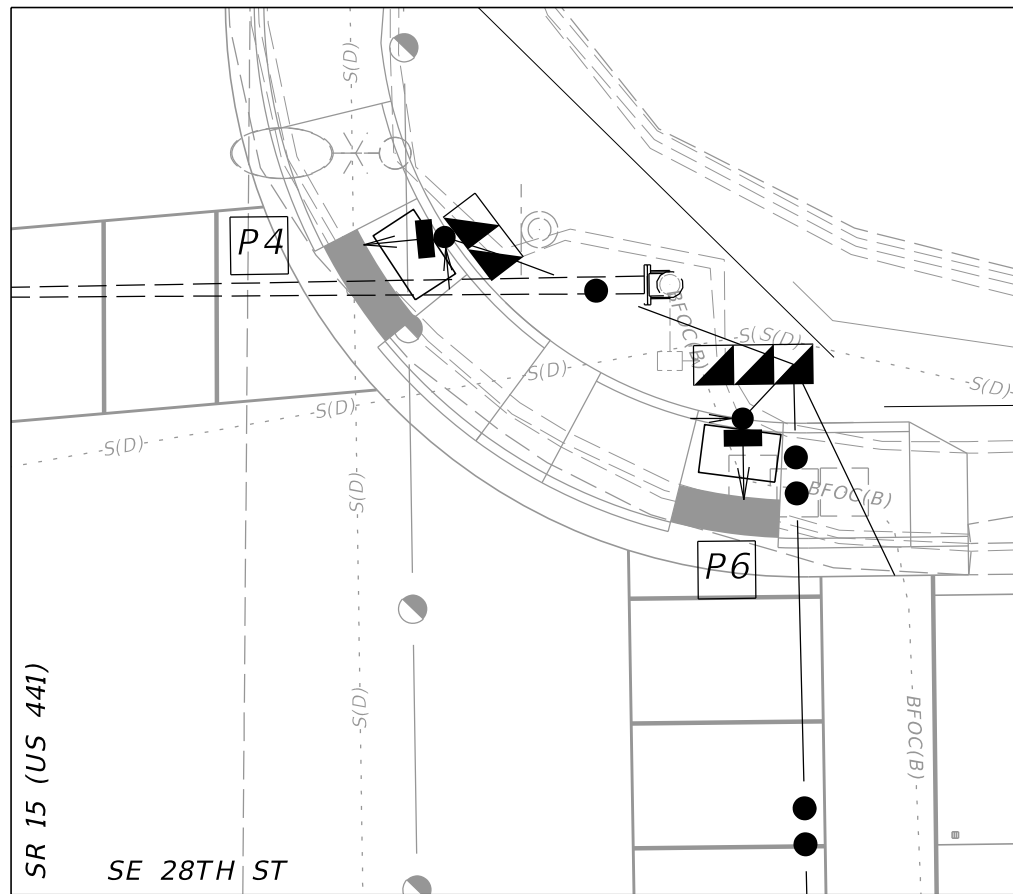 S(D)
P4
BFOC(B)
S(S(D)
S(D)
S(D)
S(D)
S(D)
S(D)
BFOC(B)
P6
S(D)
BFOC(B)
SR 15 (US 441)
SE 28TH ST